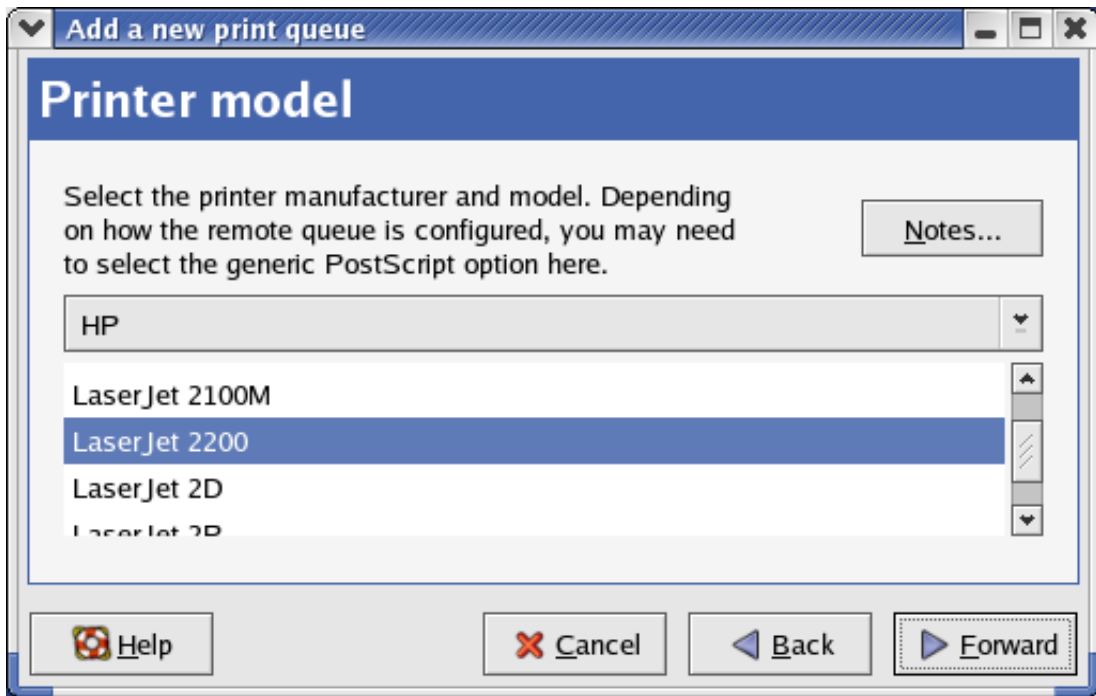 Add a new print queue
Printer model
Select the printer manufacturer and model. Depending
on how the remote queue is configured, you may need
to select the generic PostScript option here.
Notes...
HP
LaserJet 2100M
LaserJet 2200
LaserJet 2D
LaserJet
Help
Cancel
Back
Forward